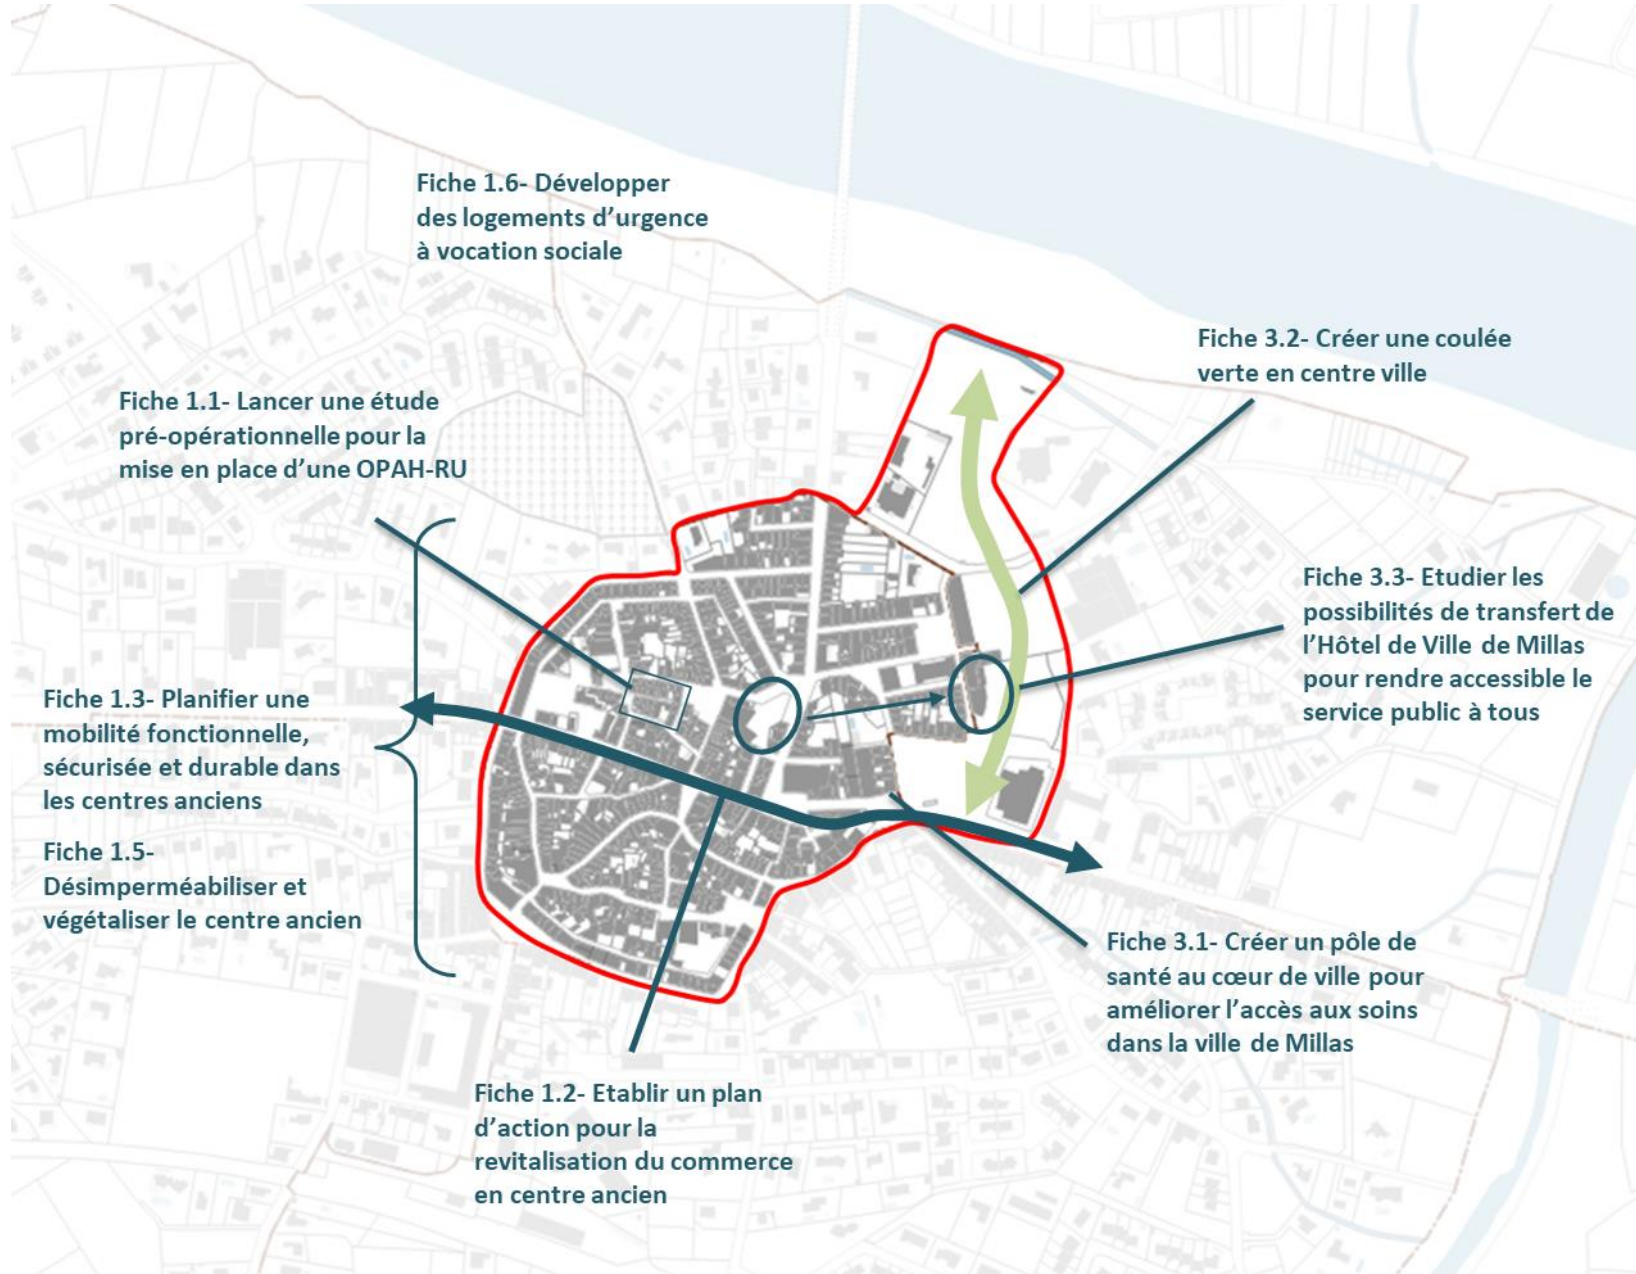 Fiche 1.6- Développer
des logements d’urgence
à vocation sociale
Fiche 3.2- Créer une coulée
verte en centre ville
Fiche 1.1- Lancer une étude
pré-opérationnelle pour la
mise en place d’une OPAH-RU
Fiche 3.3- Etudier les
possibilités de transfert de
l’Hôtel de Ville de Millas
pour rendre accessible le
service public à tous
Fiche 1.3- Planifier une
mobilité fonctionnelle,
sécurisée et durable dans
les centres anciens
Fiche 1.5-
Désimperméabiliser et
végétaliser le centre ancien
Fiche 3.1- Créer un pôle de
santé au cœur de ville pour
améliorer l’accès aux soins
dans la ville de Millas
Fiche 1.2- Etablir un plan
d’action pour la
revitalisation du commerce
en centre ancien